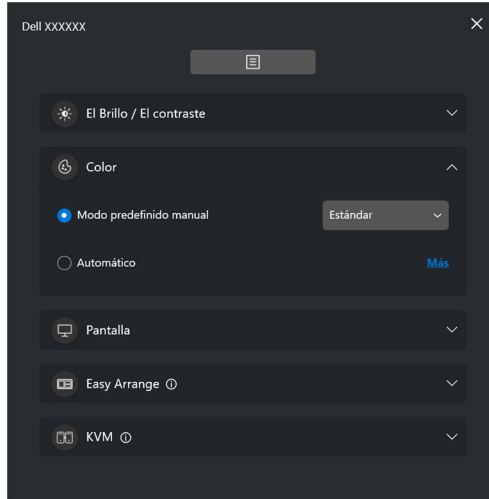 Dell XXXXXX
El Brillo / El contraste
Color
Modo predefinido manual
Estándar
Automático
Más
Pantalla
Easy Arrange
KVM